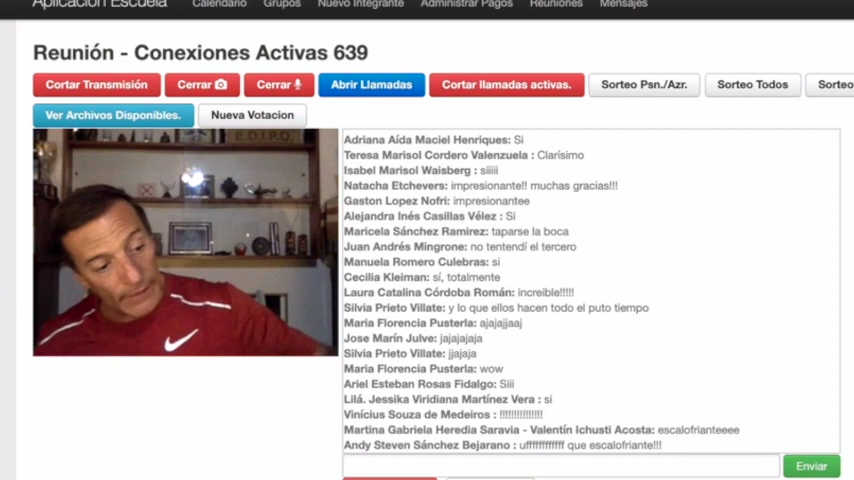 Aplicación Escuela Calendario Grupos Nuevo Integrante Administrar Pagos Reuniones Mensajes
Reunión - Conexiones Activas 639
Cortar Transmisión Cerrar Cerrar Abrir Llamadas Cortar llamadas activas. Sorteo Psn./Azr. Sorteo Todos Sorteo
Ver Archivos Disponibles. Nueva Votacion
E.D.I.P.O.
Adriana Aída Maciel Henriques: Si
Teresa Marisol Cordero Valenzuela : Clarísimo
Isabel Marisol Waisberg : siiiii
Natacha Etchevers: impresionante!! muchas gracias!!!
Gaston Lopez Nofri: impresionantee
Alejandra Inés Casillas Vélez : Si
Maricela Sánchez Ramirez: taparse la boca
Juan Andrés Mingrone: no tentendí el tercero
Manuela Romero Culebras: si
Cecilia Kleiman: sí, totalmente
Laura Catalina Córdoba Román: increible!!!!!
Silvia Prieto Villate: y lo que ellos hacen todo el puto tiempo
Maria Florencia Pusterla: ajajajjaaj
Jose Marín Julve: jajajajaja
Silvia Prieto Villate: jjajaja
Maria Florencia Pusterla: wow
Ariel Esteban Rosas Fidalgo: Siii
Lilá. Jessika Viridiana Martínez Vera : si
Vinícius Souza de Medeiros : !!!!!!!!!!!!!!!
Martina Gabriela Heredia Saravia - Valentín Ichusti Acosta: escalofrianteeee
Andy Steven Sánchez Bejarano : uffffffffffff que escalofriante!!!
Enviar